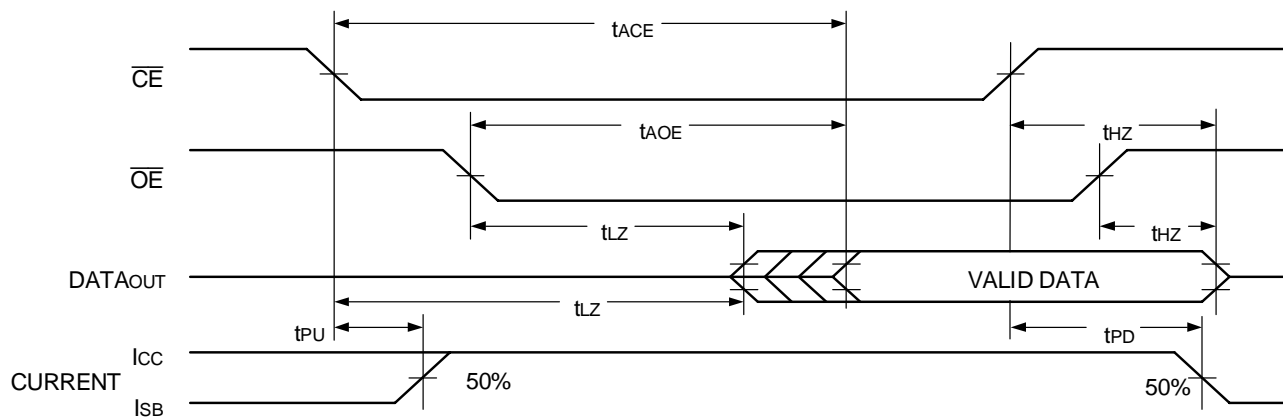 tACE
CE
tAOE
tHZ
OE
tLZ
tHZ
DATAOUT
VALID DATA
tLZ
tPU
tPD
ICC
CURRENT
50%
50%
ISB